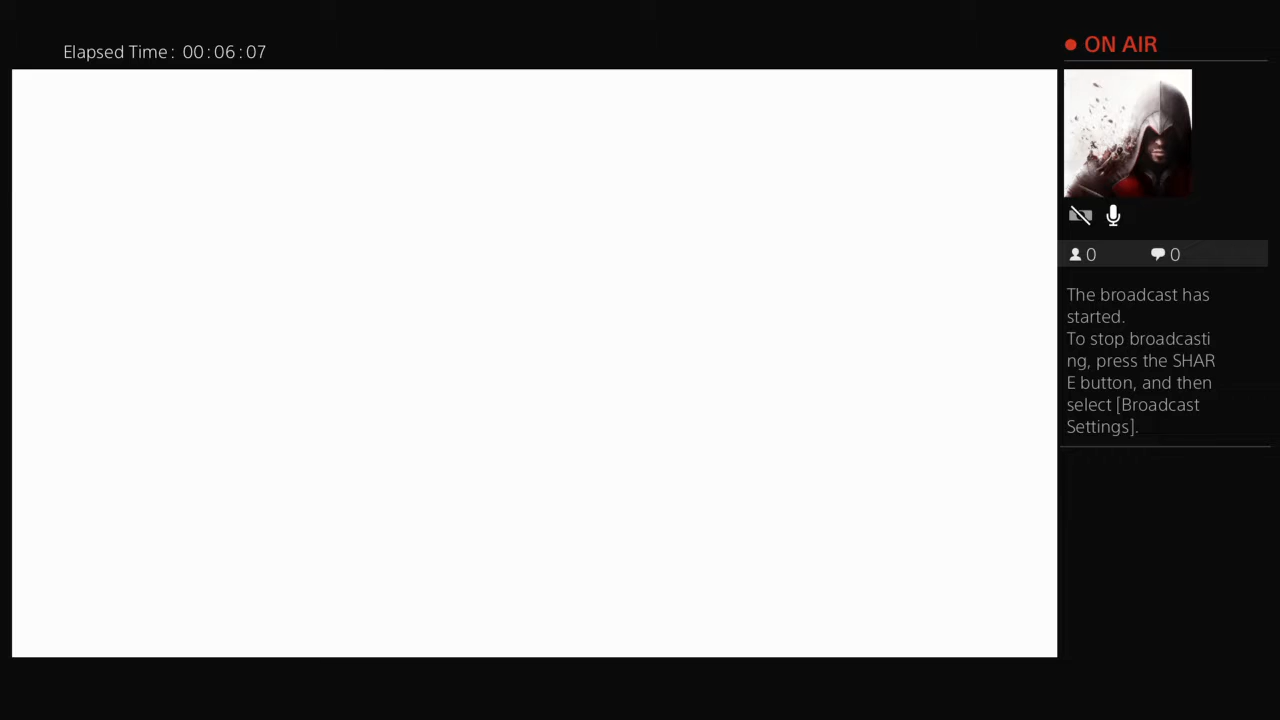 Elapsed Time: 00:06:07
ON AIR
0 0
The broadcast has
started.
To stop broadcasti
ng, press the SHAR
E button, and then
select [Broadcast
Settings].